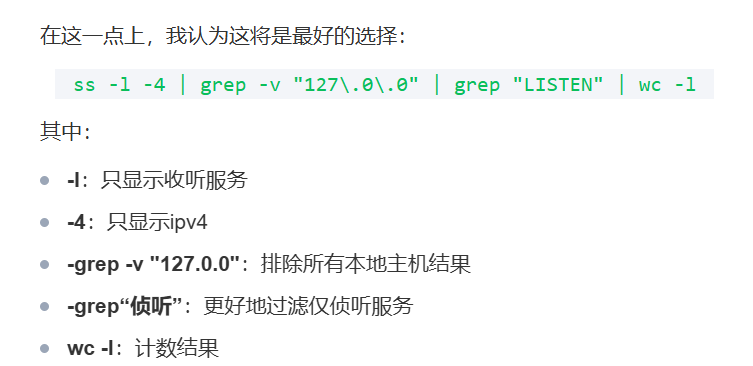 在这一点上，我认为这将是最好的选择：
ss -l -4 | grep -v "127\.0\.0" | grep "LISTEN" | wc -l
其中：
-l：只显示收听服务
-4：只显示ipv4
-grep -v "127.0.0"：排除所有本地主机结果
-grep“侦听”：更好地过滤仅侦听服务
wc -l：计数结果